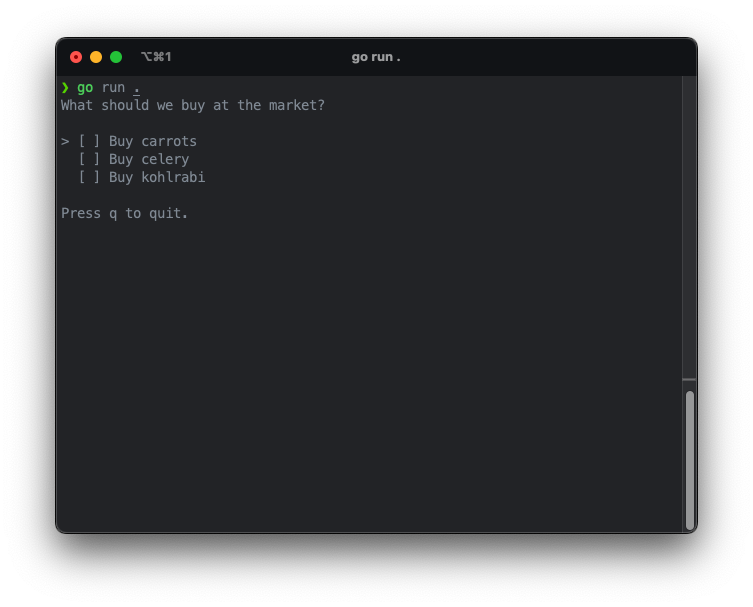 ⌥⌘1 go run .
❯ go run .
What should we buy at the market?
> [ ] Buy carrots
[ ] Buy celery
[ ] Buy kohlrabi
Press q to quit.